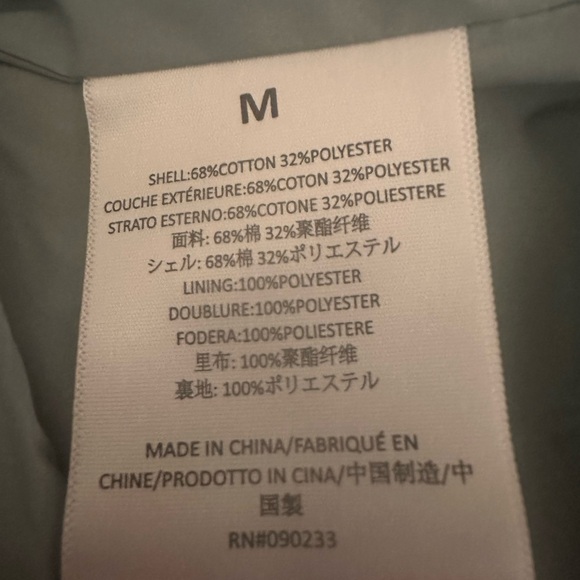 M
SHELL:68%COTTON 32%POLYESTER
COUCHE EXTÉRIEURE:68%COTON 32%POLYESTER
STRATO ESTERNO:68%COTONE 32%POLIESTERE
面料: 68%棉 32%聚酯纤维
シェル: 68%棉 32%ポリエステル
LINING:100%POLYESTER
DOUBLURE:100%POLYESTER
FODERA:100%POLIESTERE
里布: 100%聚酯纤维
裏地: 100%ポリエステル
MADE IN CHINA/FABRIQUÉ EN
CHINE/PRODOTTO IN CINA/中国制造/中
国製
RN#090233